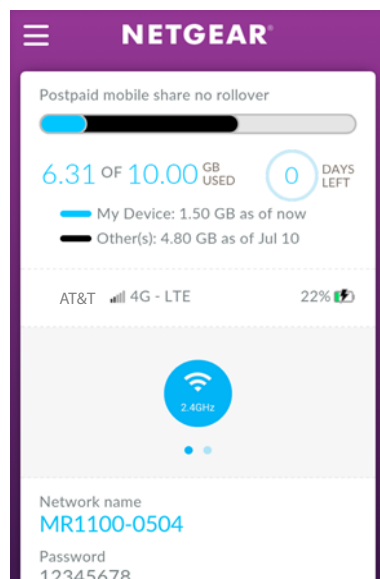 NETGEAR®
Postpaid mobile share no rollover
6.31 OF 10.00 GB USED 0 DAYS LEFT
My Device: 1.50 GB as of now
Other(s): 4.80 GB as of Jul 10
AT&T 4G - LTE 22%
2.4GHz
Network name
MR1100-0504
Password
12345678